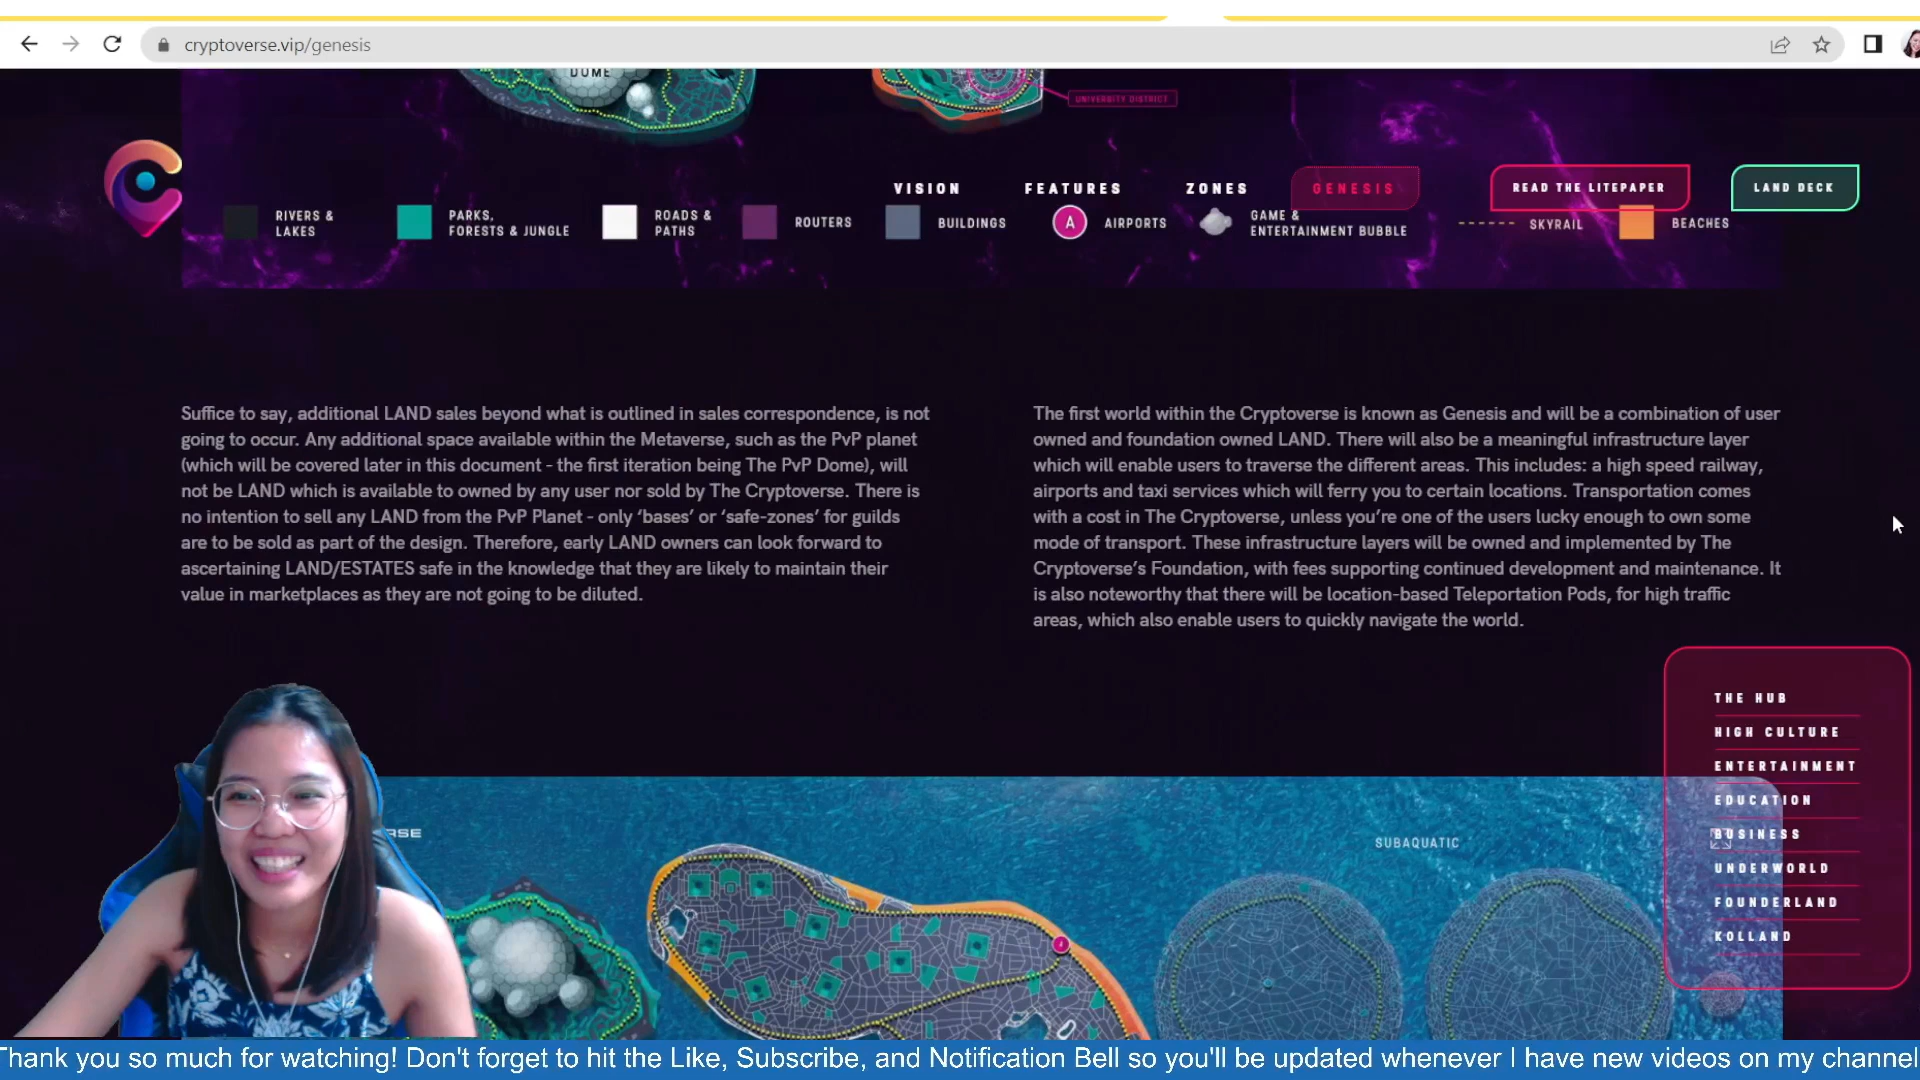 cryptoverse.vip/genesis
DOME
UNIVERSITY DISTRICT
VISION
FEATURES
ZONES
GENESIS
READ THE LITEPAPER
LAND DECK
RIVERS &
LAKES
PARKS,
FORESTS & JUNGLE
ROADS &
PATHS
ROUTERS
BUILDINGS
A
AIRPORTS
GAME &
ENTERTAINMENT BUBBLE
SKYRAIL
BEACHES
Suffice to say, additional LAND sales beyond what is outlined in sales correspondence, is not
going to occur. Any additional space available within the Metaverse, such as the PvP planet
(which will be covered later in this document - the first iteration being The PvP Dome), will
not be LAND which is available to owned by any user nor sold by The Cryptoverse. There is
no intention to sell any LAND from the PvP Planet - only ‘bases’ or ‘safe-zones’ for guilds
are to be sold as part of the design. Therefore, early LAND owners can look forward to
ascertaining LAND/ESTATES safe in the knowledge that they are likely to maintain their
value in marketplaces as they are not going to be diluted.
The first world within the Cryptoverse is known as Genesis and will be a combination of user
owned and foundation owned LAND. There will also be a meaningful infrastructure layer
which will enable users to traverse the different areas. This includes: a high speed railway,
airports and taxi services which will ferry you to certain locations. Transportation comes
with a cost in The Cryptoverse, unless you’re one of the users lucky enough to own some
mode of transport. These infrastructure layers will be owned and implemented by The
Cryptoverse’s Foundation, with fees supporting continued development and maintenance. It
is also noteworthy that there will be location-based Teleportation Pods, for high traffic
areas, which also enable users to quickly navigate the world.
THE HUB
HIGH CULTURE
ENTERTAINMENT
EDUCATION
BUSINESS
UNDERWORLD
FOUNDERLAND
KOLLAND
SUBAQUATIC
Thank you so much for watching! Don't forget to hit the Like, Subscribe, and Notification Bell so you'll be updated whenever I have new videos on my channel